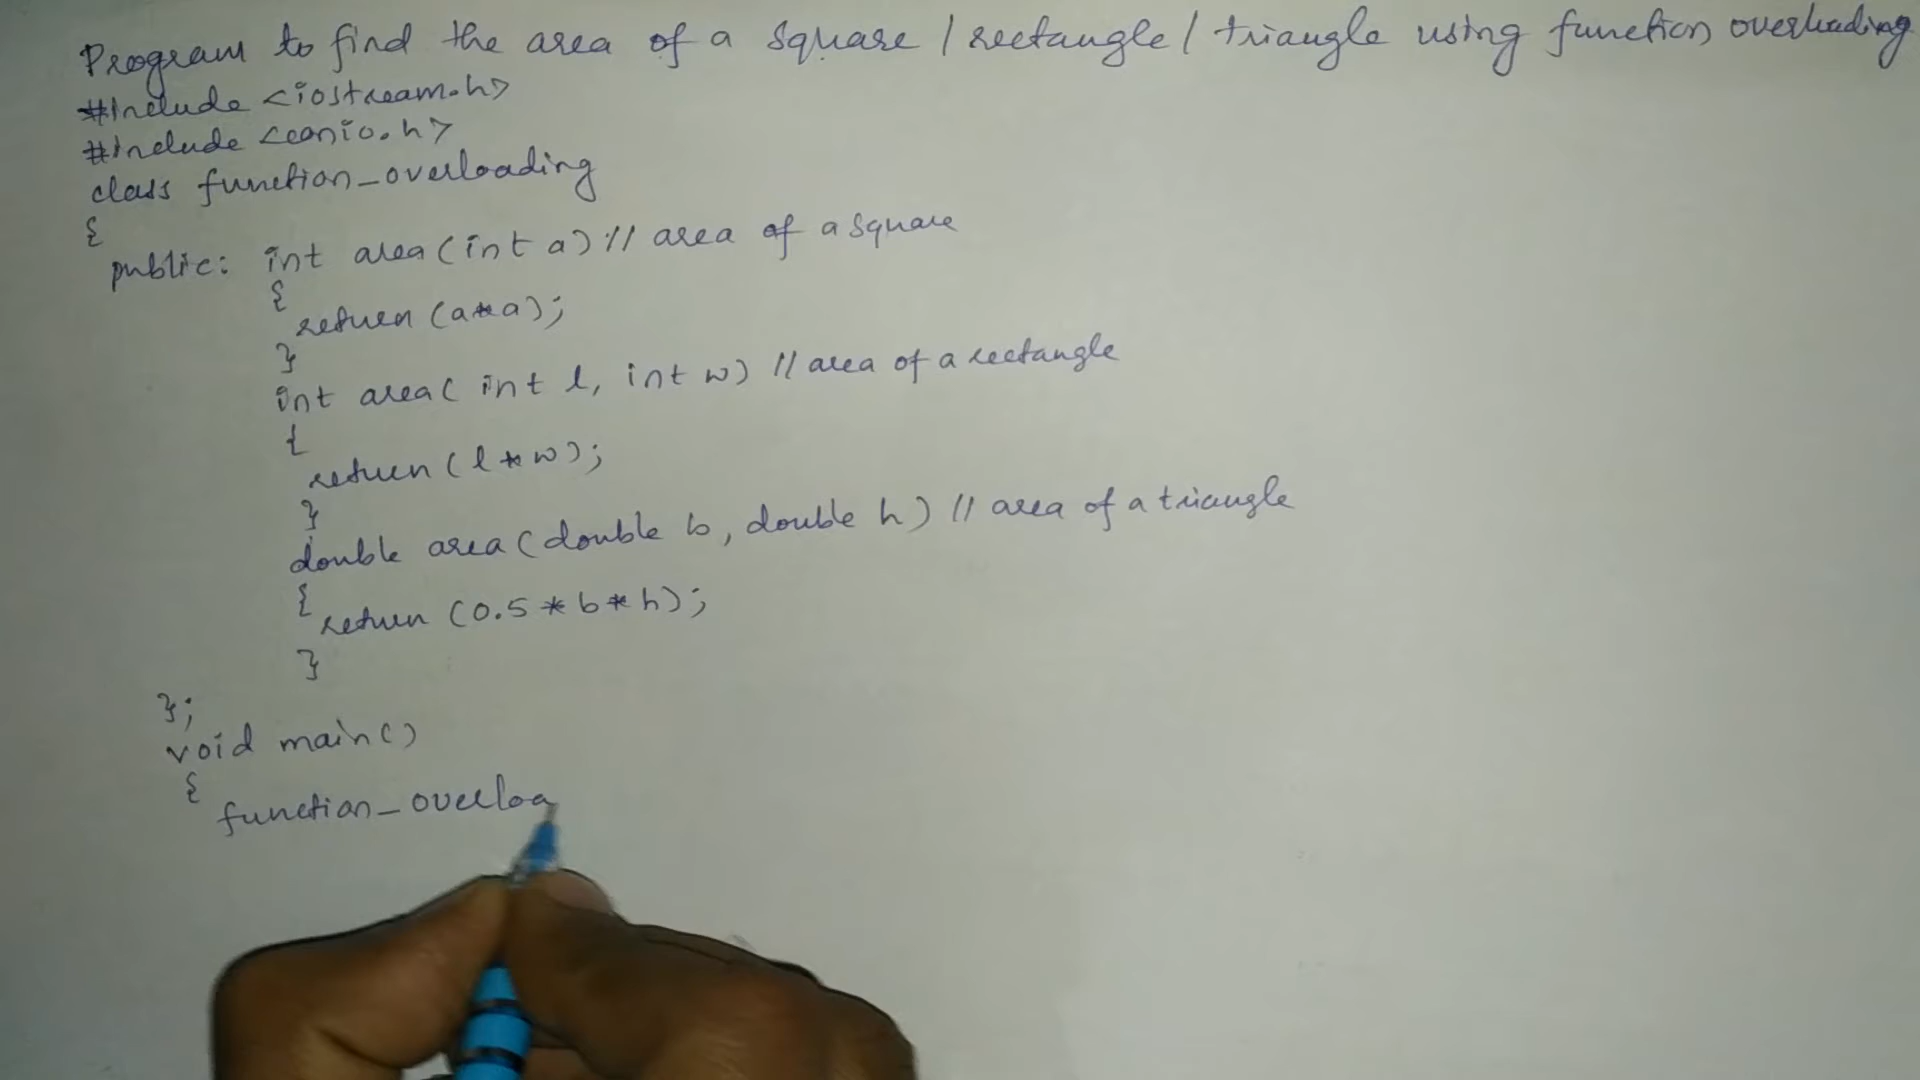 Program to find the area of a square / rectangle / triangle using function overloading
#include <iostream.h>
#include <conio.h>
class function_overloading
{
public: int area(int a) // area of a square
{
return (a*a);
}
int area( int l, int w) // area of a rectangle
{
return (l*w);
}
double area(double b, double h) // area of a triangle
{
return (0.5*b*h);
}
};
void main()
{
function_overloa